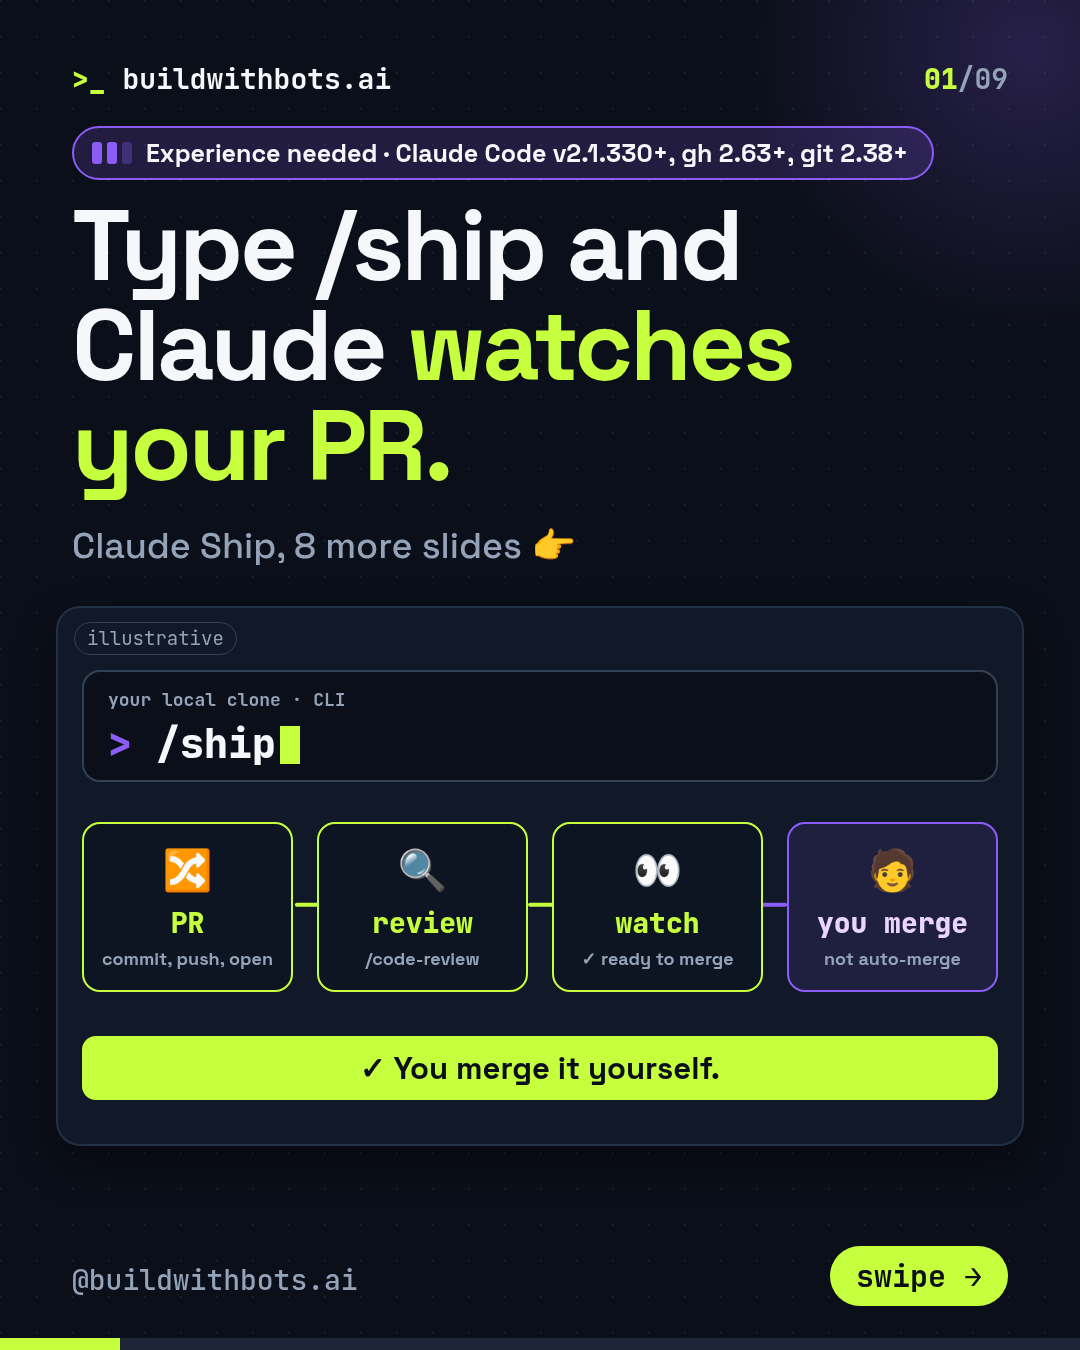 >_ buildwithbots.ai
01/09
Experience needed · Claude Code v2.1.330+, gh 2.63+, git 2.38+
Type /ship and
Claude watches
your PR.
Claude Ship, 8 more slides 👉
illustrative
your local clone · CLI
> /ship
PR
commit, push, open
review
/code-review
watch
✓ ready to merge
you merge
not auto-merge
✓ You merge it yourself.
@buildwithbots.ai
swipe →